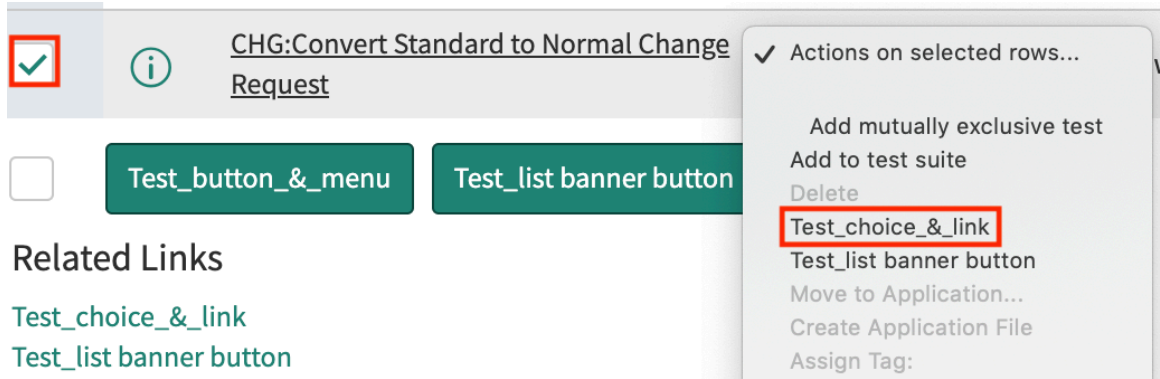 CHG:Convert Standard to Normal Change
Request
✓ Actions on selected rows...
Add mutually exclusive test
Add to test suite
Delete
Test_choice_&_link
Test_list banner button
Move to Application...
Create Application File
Assign Tag:
Test_button_&_menu
Test_list banner button
Related Links
Test_choice_&_link
Test_list banner button